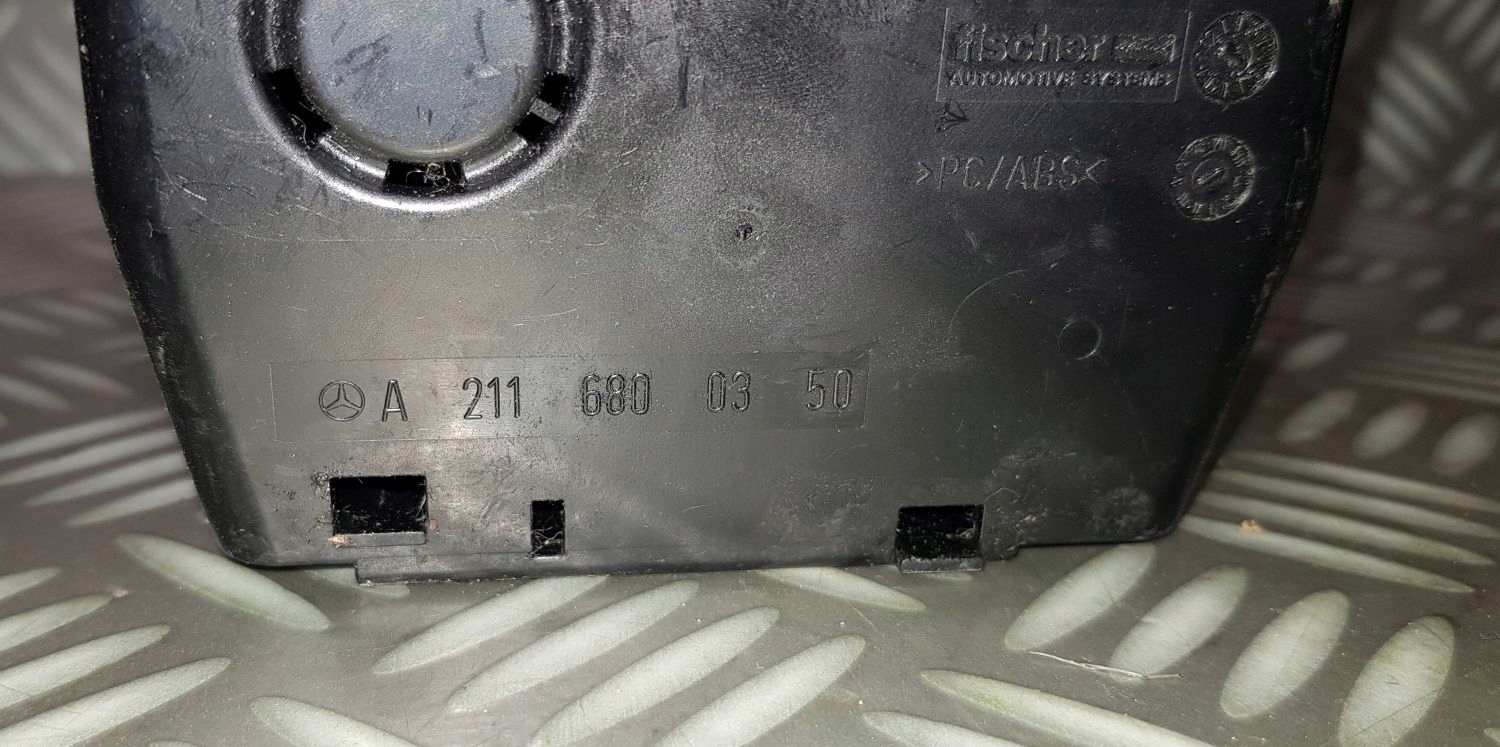 fischer
AUTOMOTIVE SYSTEMS
>PC/ABS<
A 211 680 03 50